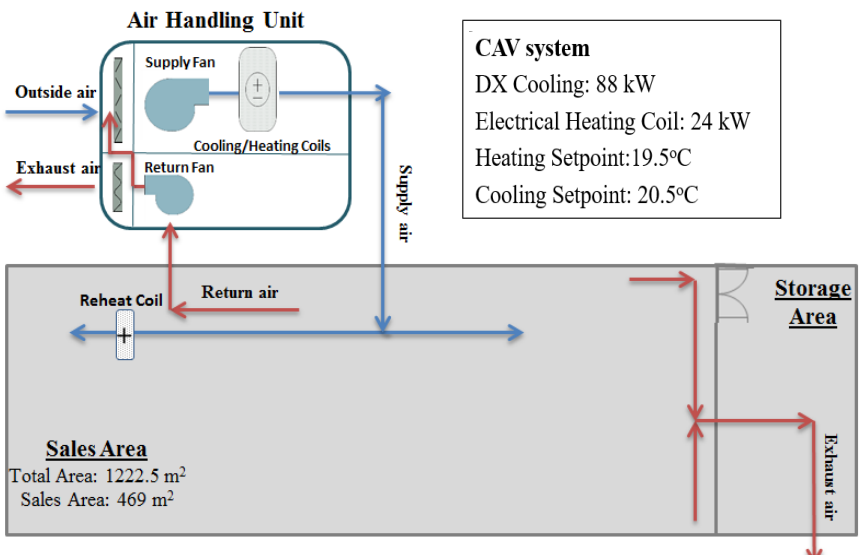 Air Handling Unit
Supply Fan
Outside air
Cooling/Heating Coils
Exhaust air
Return Fan
Supply air
CAV system
DX Cooling: 88 kW
Electrical Heating Coil: 24 kW
Heating Setpoint:19.5°C
Cooling Setpoint: 20.5°C
Reheat Coil
Return air
Storage
Area
Sales Area
Total Area: 1222.5 m²
Sales Area: 469 m²
Exhaust air